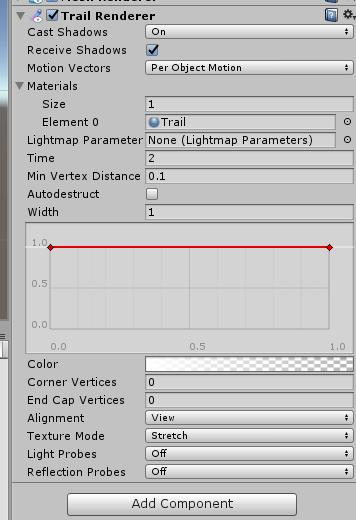 Trail Renderer
Cast Shadows On
Receive Shadows
Motion Vectors Per Object Motion
Materials
Size 1
Element 0 Trail
Lightmap Parameter None (Lightmap Parameters)
Time 2
Min Vertex Distance 0.1
Autodestruct
Width 1
1.0
0.5
0.0
0.0 0.5 1.0
Color
Corner Vertices 0
End Cap Vertices 0
Alignment View
Texture Mode Stretch
Light Probes Off
Reflection Probes Off
Add Component